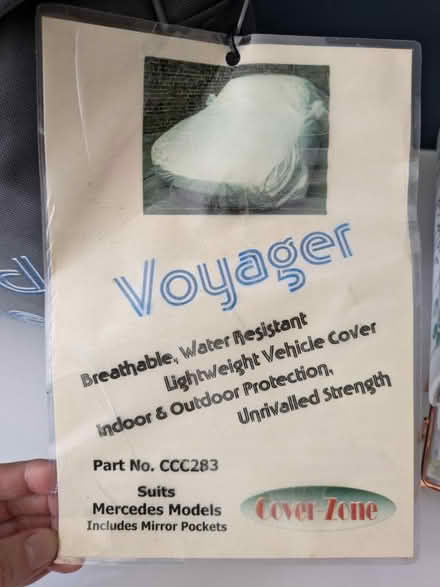 Voyager
Breathable, Water Resistant
Lightweight Vehicle Cover
Indoor & Outdoor Protection,
Unrivalled Strength
Part No. CCC283
Suits
Mercedes Models
Includes Mirror Pockets
Cover-Zone